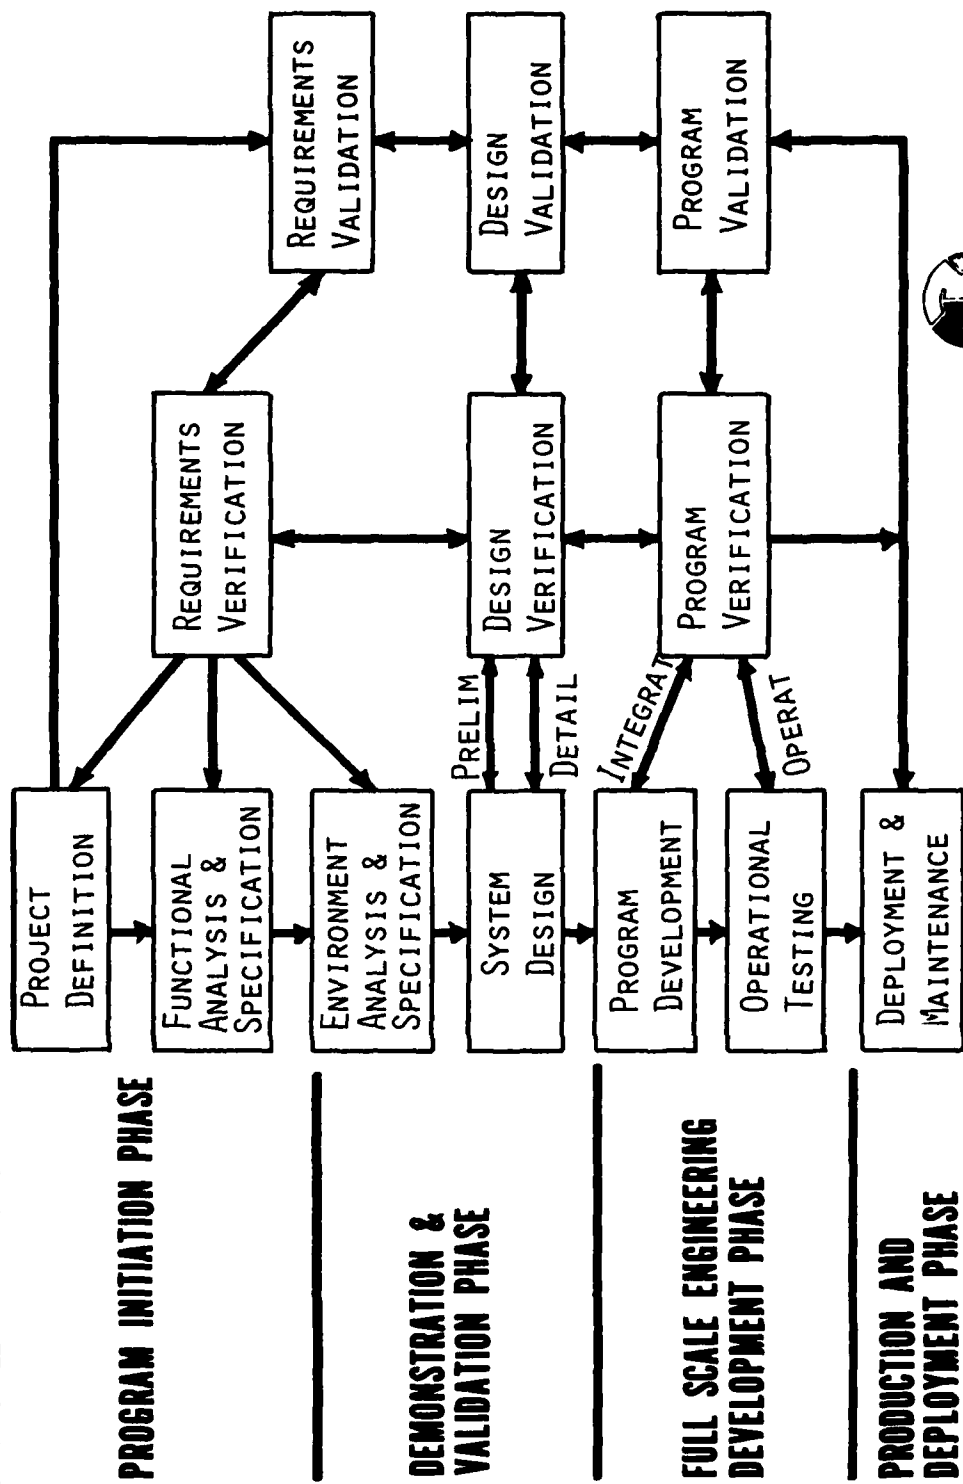 PROGRAM INITIATION PHASE
DEMONSTRATION &
VALIDATION PHASE
FULL SCALE ENGINEERING
DEVELOPMENT PHASE
PRODUCTION AND
DEPLOYMENT PHASE
PROJECT
DEFINITION
FUNCTIONAL
ANALYSIS &
SPECIFICATION
ENVIRONMENT
ANALYSIS &
SPECIFICATION
SYSTEM
DESIGN
PROGRAM
DEVELOPMENT
OPERATIONAL
TESTING
DEPLOYMENT &
MAINTENANCE
PRELIM
DETAIL
INTEGRAT
OPERAT
REQUIREMENTS
VERIFICATION
DESIGN
VERIFICATION
PROGRAM
VERIFICATION
REQUIREMENTS
VALIDATION
DESIGN
VALIDATION
PROGRAM
VALIDATION